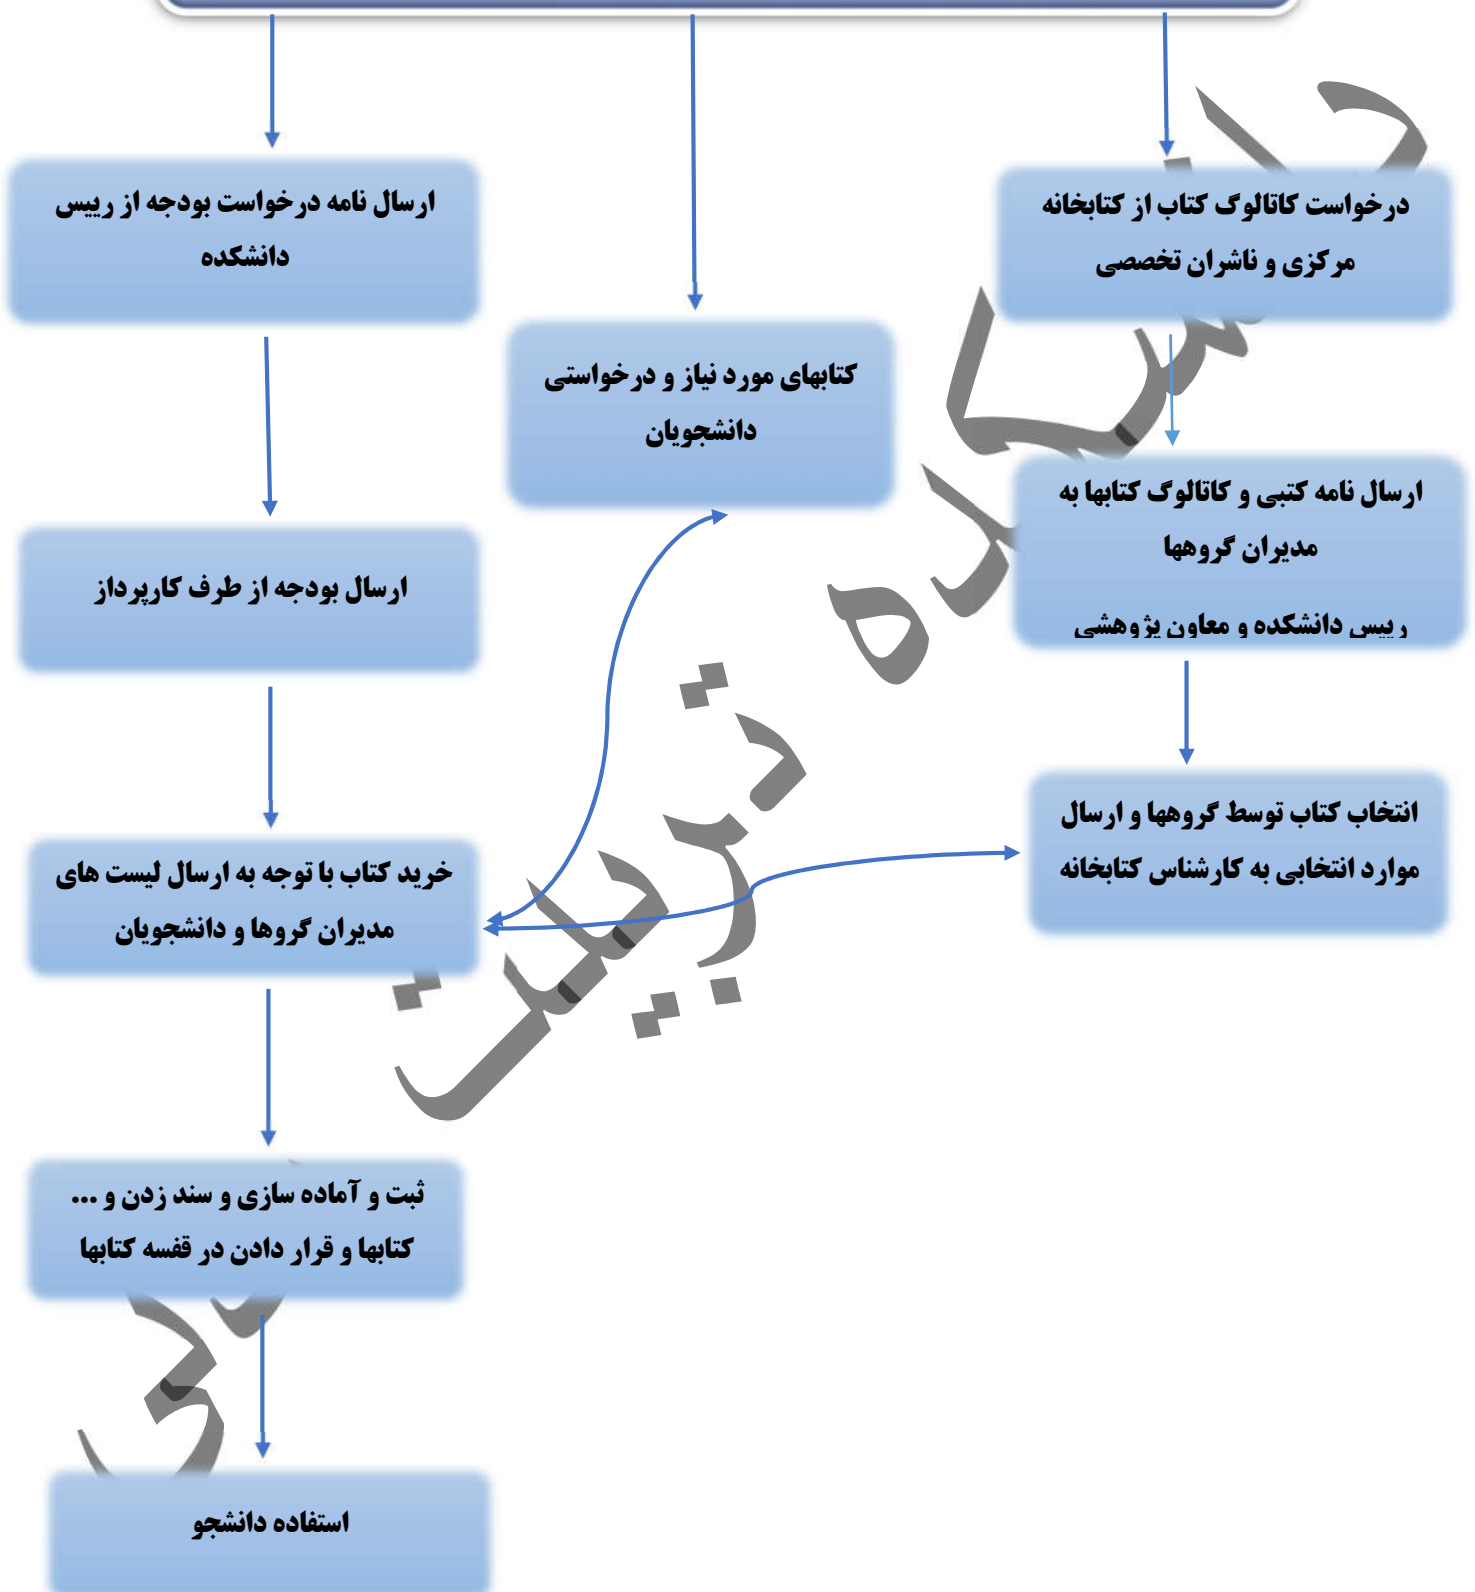 درخواست کاتالوگ کتاب از کتابخانه
مرکزی و ناشران تخصصی
ارسال نامه کتبی و کاتالوگ کتابها به
مدیران گروهها
رییس دانشکده و معاون پژوهشی
انتخاب کتاب توسط گروهها و ارسال
موارد انتخابی به کارشناس کتابخانه
کتابهای مورد نیاز و درخواستی
دانشجویان
ارسال نامه درخواست بودجه از رییس
دانشکده
ارسال بودجه از طرف کارپرداز
خرید کتاب با توجه به ارسال لیست های
مدیران گروها و دانشجویان
ثبت و آماده سازی و سند زدن و ...
کتابها و قرار دادن در قفسه کتابها
استفاده دانشجو
دانشکده تربیت